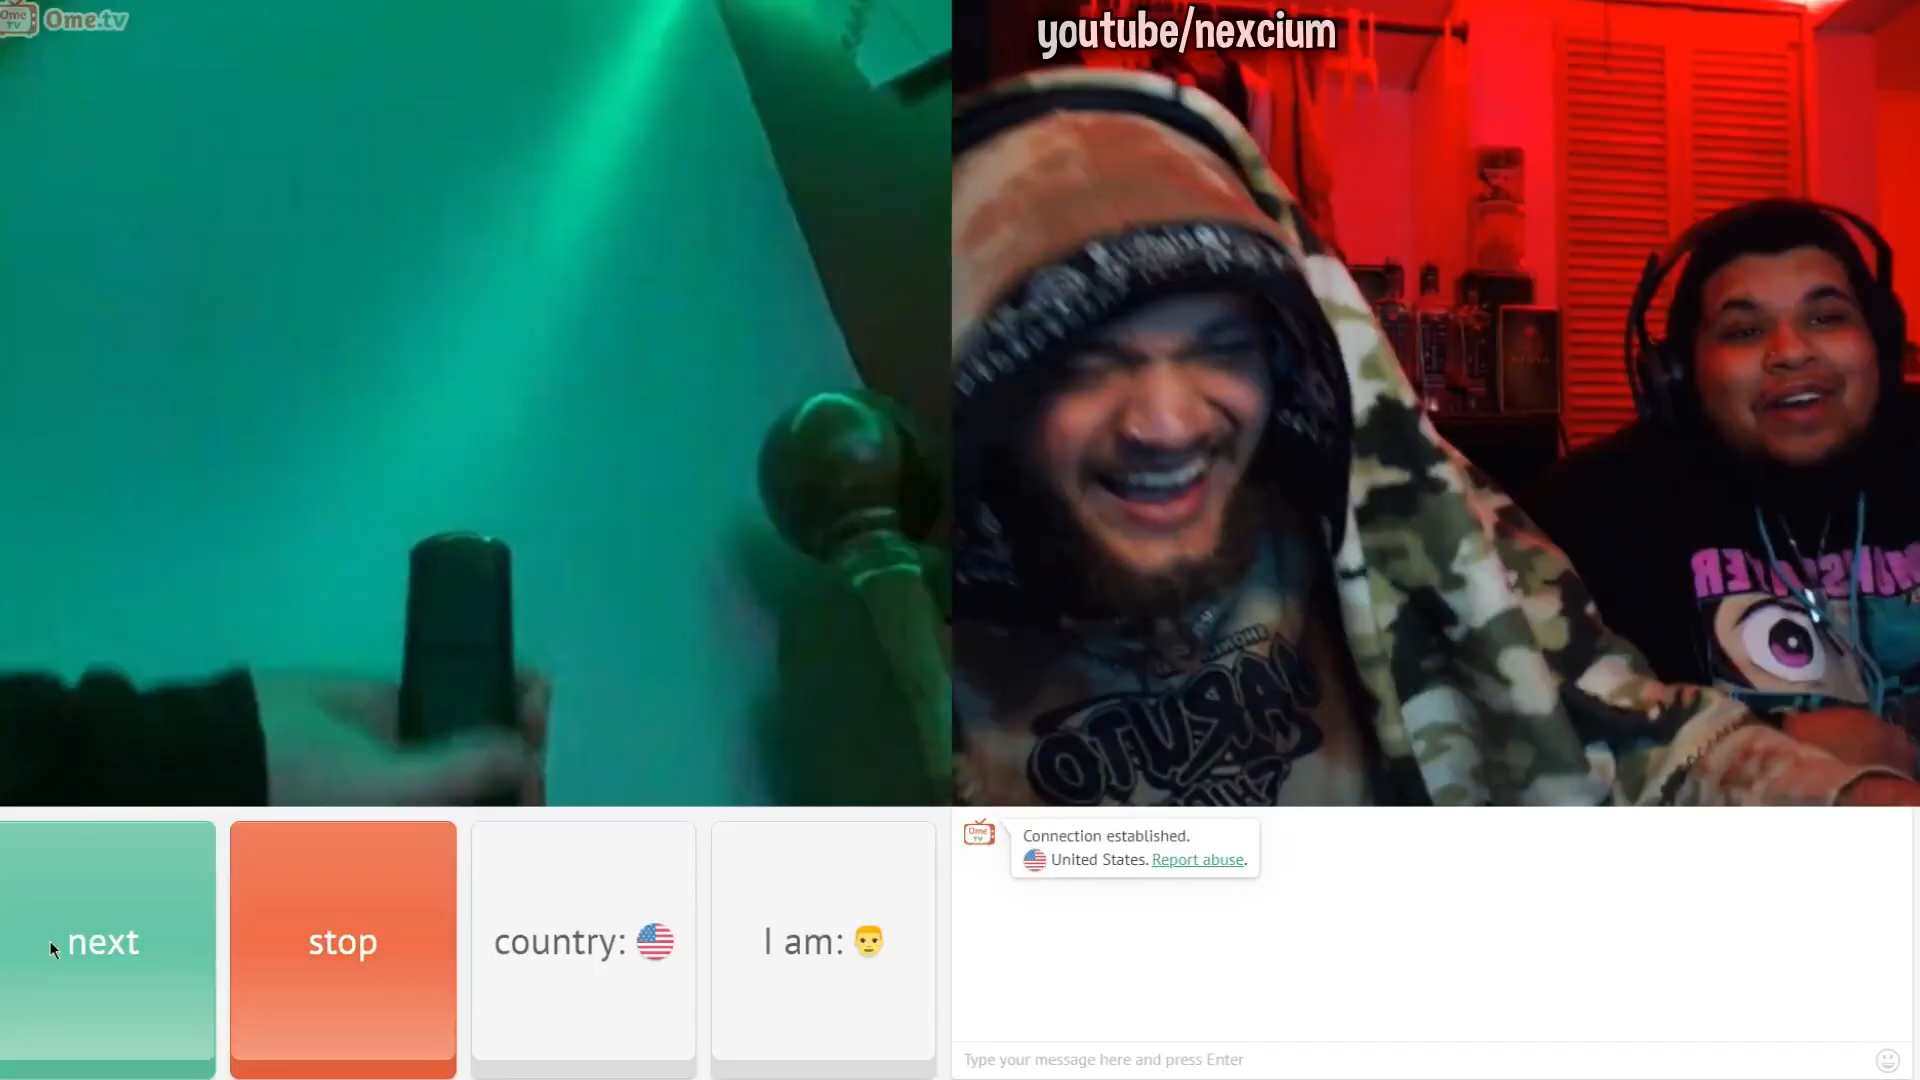 Ome.tv
youtube/nexcium
NARUTO
Connection established.
United States. Report abuse.
next
stop
country:
I am:
Type your message here and press Enter